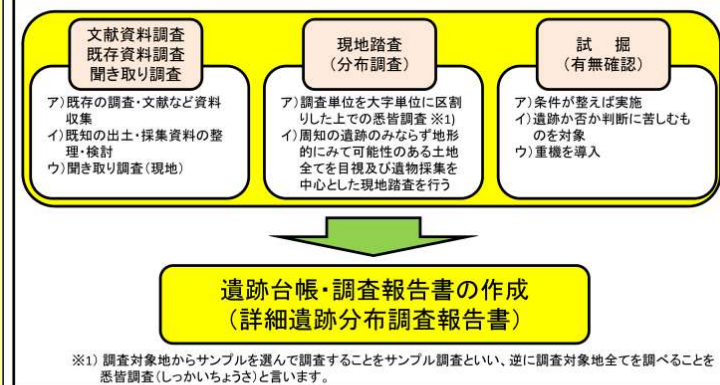 文献資料調査
既存資料調査
聞き取り調査
ア)既存の調査・文献など資料
収集
イ)既知の出土・採集資料の整
理・検討
ウ)聞き取り調査(現地)
現地踏査
(分布調査)
ア)調査単位を大字単位に区割
りした上での悉皆調査 ※1)
イ)周知の遺跡のみならず地形
的にみて可能性のある土地
全てを目視及び遺物採集を
中心とした現地踏査を行う
試 掘
(有無確認)
ア)条件が整えば実施
イ)遺跡か否か判断に苦しむも
のを対象
ウ)重機を導入
遺跡台帳・調査報告書の作成
(詳細遺跡分布調査報告書)
※1) 調査対象地からサンプルを選んで調査することをサンプル調査といい、逆に調査対象地全てを調べることを
悉皆調査(しっかいちょうさ)と言います。